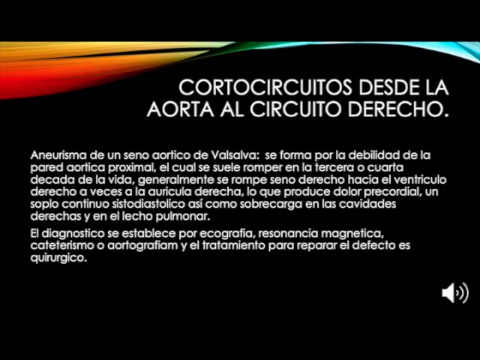 CORTOCIRCUITOS DESDE LA
AORTA AL CIRCUITO DERECHO.
Aneurisma de un seno aortico de Valsalva: se forma por la debilidad de la
pared aortica proximal, el cual se suele romper en la tercera o cuarta
decada de la vida, generalmente se rompe seno derecho hacia el ventriculo
derecho a veces a la auricula derecha, lo que produce dolor precordial, un
soplo continuo sistodiastolico así como sobrecarga en las cavidades
derechas y en el lecho pulmonar.
El diagnostico se establece por ecografia, resonancia magnetica,
cateterismo o aortografiam y el tratamiento para reparar el defecto es
quirurgico.